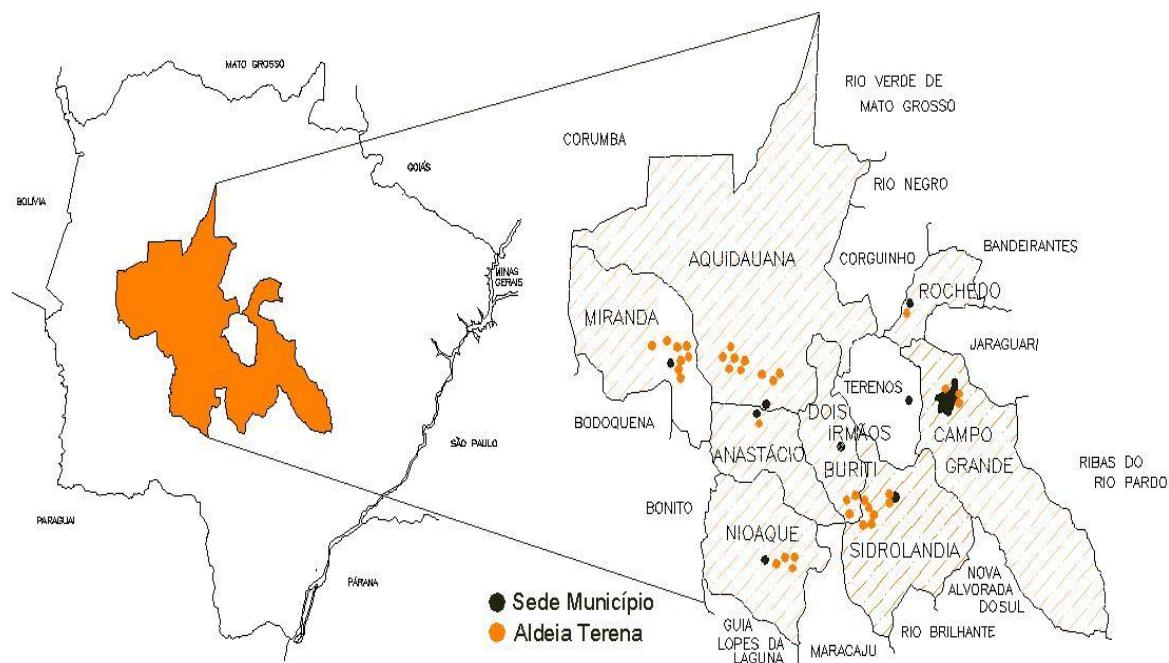 MATO GROSSO
GOIÁS
BOLÍVIA
MINAS
GERAIS
SÃO PAULO
PARAGUAI
PÁRANA
RIO VERDE DE
MATO GROSSO
CORUMBA
RIO NEGRO
AQUIDAUANA
CORGUINHO
BANDEIRANTES
ROCHEDO
MIRANDA
JARAGUARI
TERENOS
BODOQUENA
DOIS
IRMÃOS
BURITI
ANASTÁCIO
CAMPO
GRANDE
RIBAS DO
RIO PARDO
BONITO
NIOAQUE
SIDROLANDIA
NOVA
ALVORADA
DO SUL
GUIA
LOPES DA
LAGUNA
MARACAJU
RIO BRILHANTE
Sede Município
Aldeia Terena